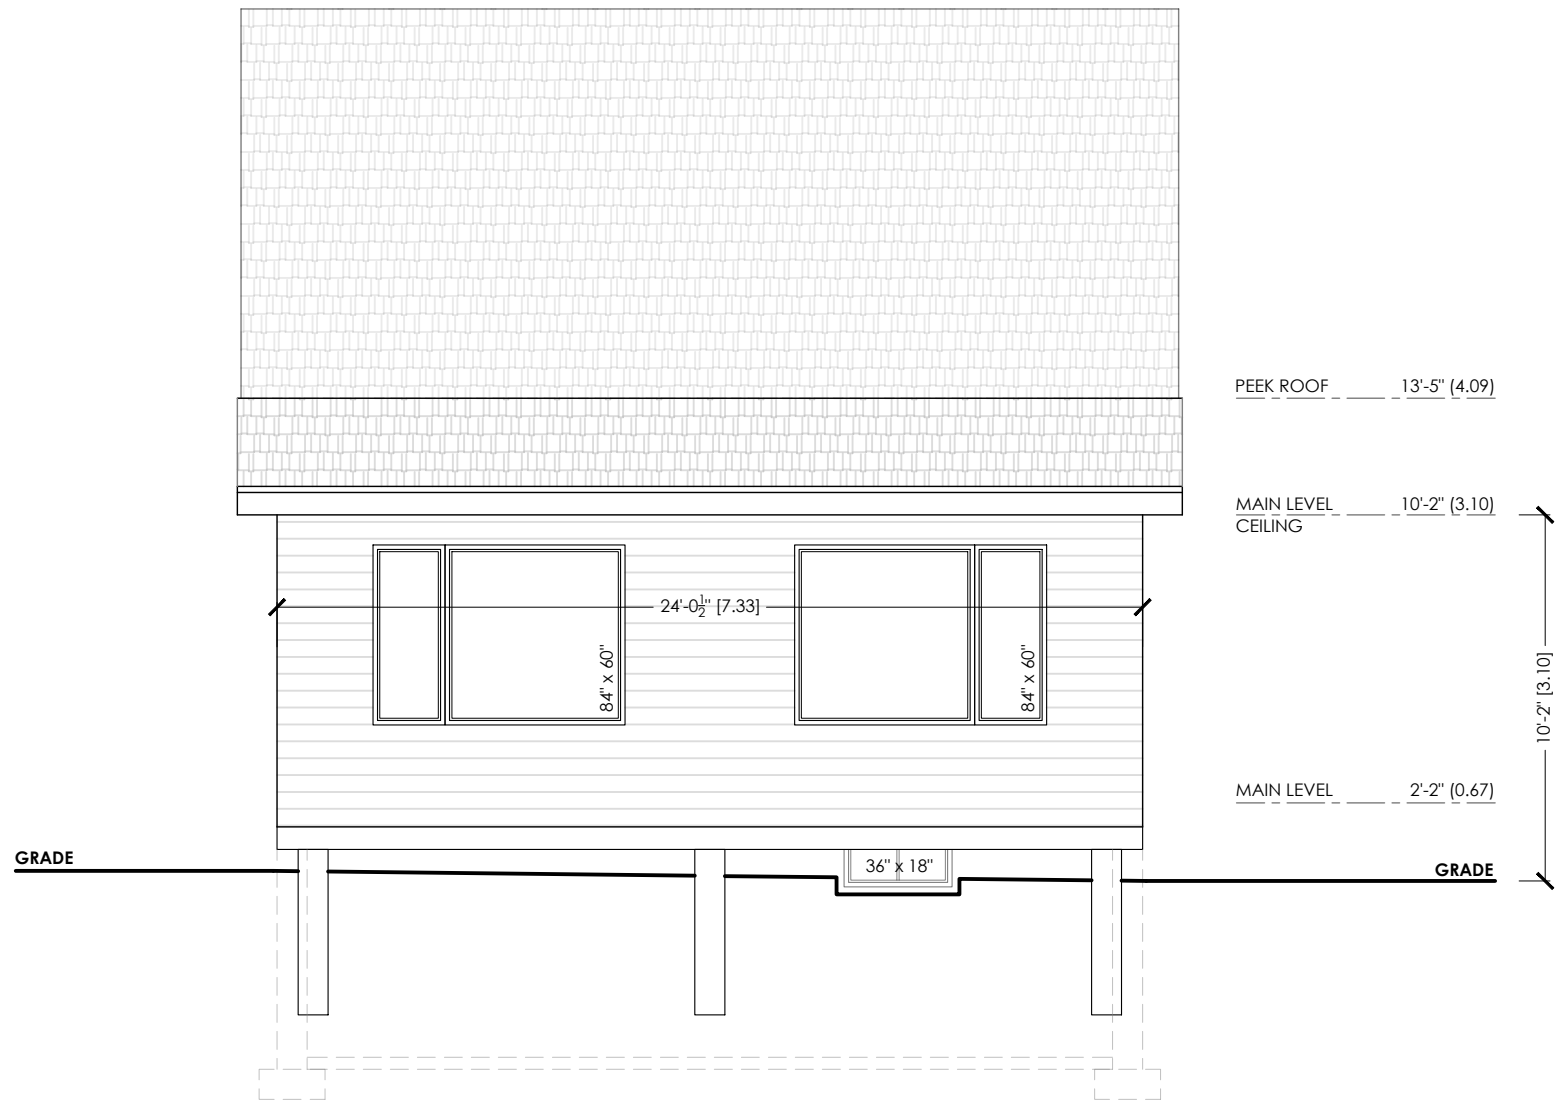 PEEK ROOF 13'-5" (4.09)
MAIN LEVEL 10'-2" (3.10)
CEILING
24'-0½" [7.33]
84" x 60"
84" x 60"
10'-2" [3.10]
MAIN LEVEL 2'-2" (0.67)
GRADE
36" x 18"
GRADE